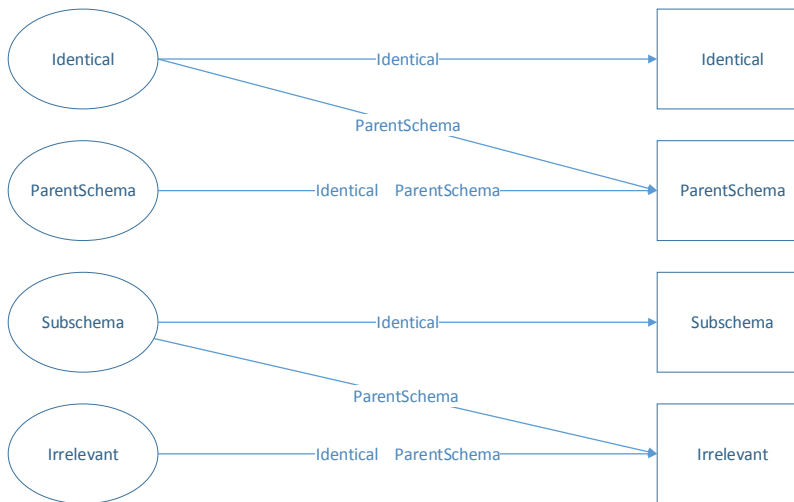 Identical Identical Identical
ParentSchema
ParentSchema Identical ParentSchema ParentSchema
Subschema Identical Subschema
ParentSchema
Irrelevant Identical ParentSchema Irrelevant